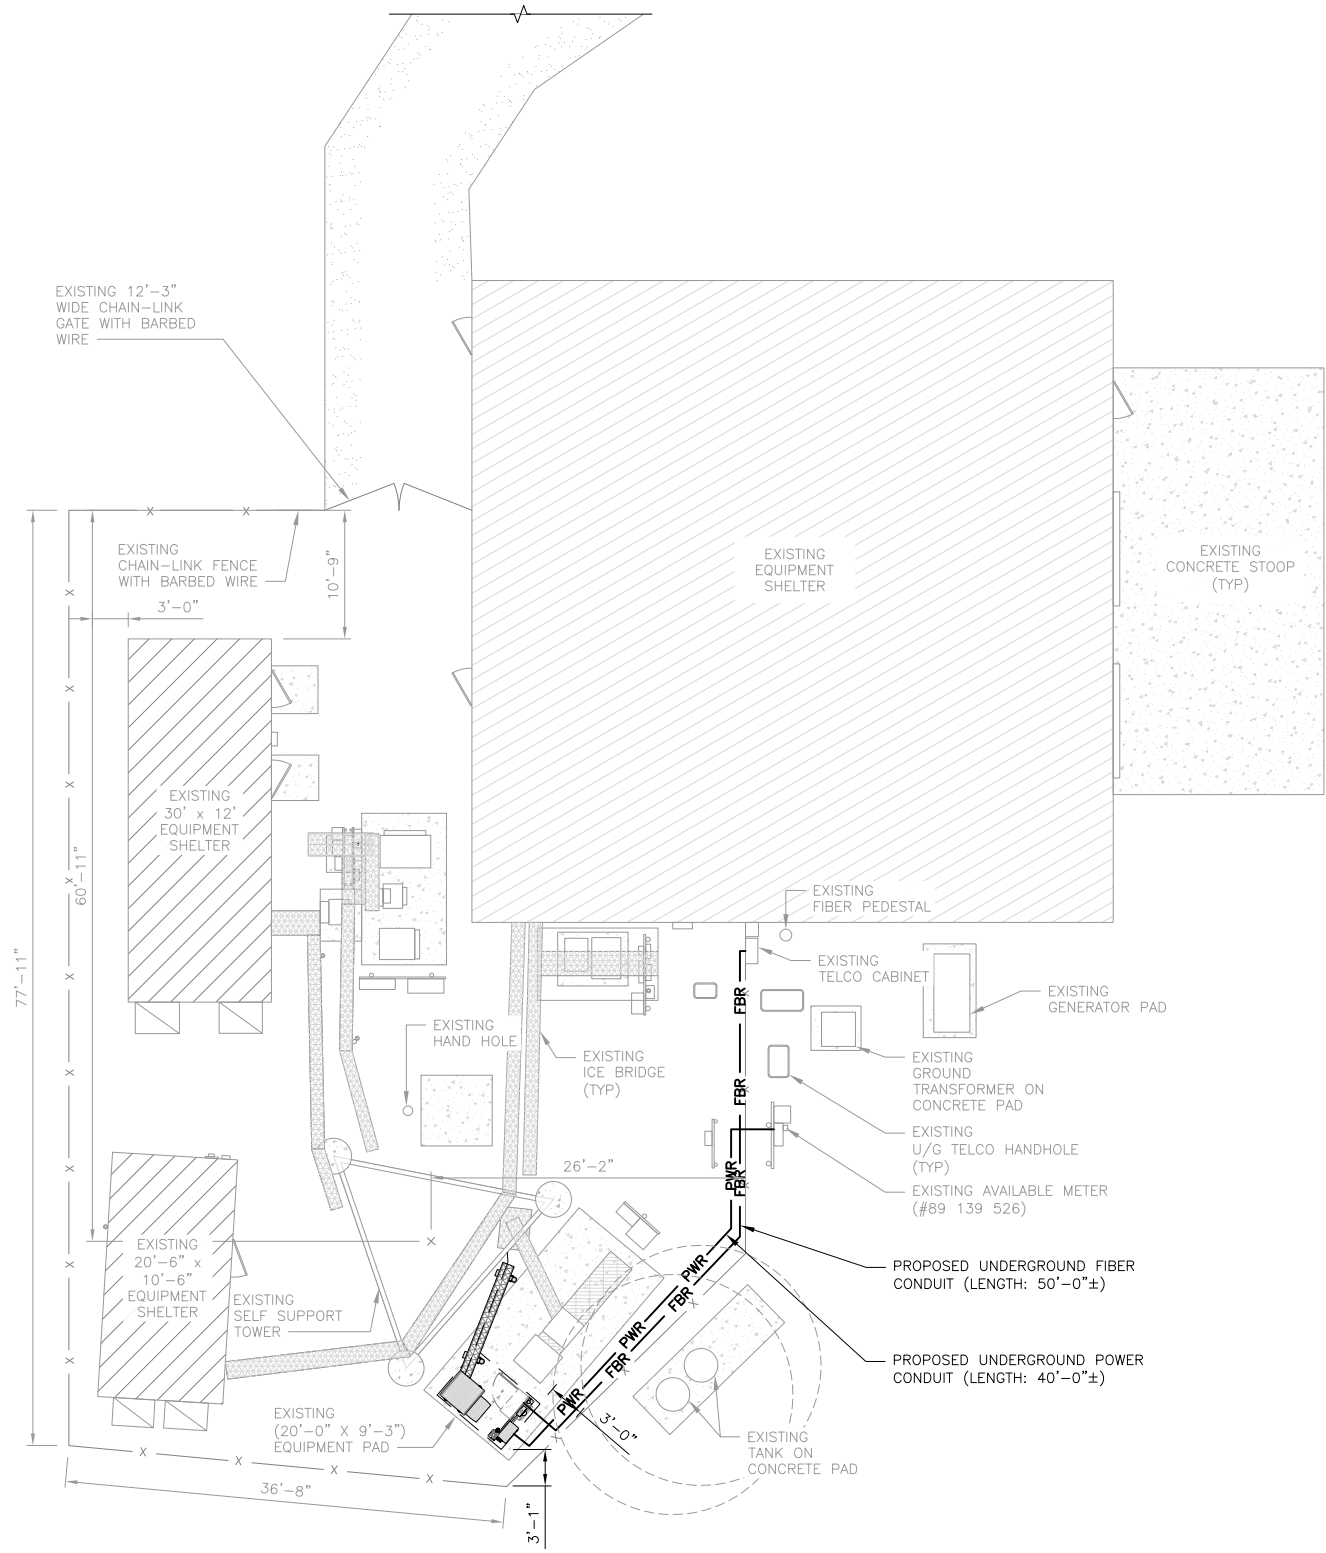 EXISTING 12'-3"
WIDE CHAIN-LINK
GATE WITH BARBED
WIRE
EXISTING
CHAIN-LINK FENCE
WITH BARBED WIRE
10'-9"
3'-0"
EXISTING
EQUIPMENT
SHELTER
EXISTING
CONCRETE STOOP
(TYP)
EXISTING
30' x 12'
EQUIPMENT
SHELTER
60'-11"
77'-11"
EXISTING
FIBER PEDESTAL
EXISTING
TELCO CABINET
EXISTING
GENERATOR PAD
EXISTING
HAND HOLE
EXISTING
ICE BRIDGE
(TYP)
EXISTING
GROUND
TRANSFORMER ON
CONCRETE PAD
EXISTING
U/G TELCO HANDHOLE
(TYP)
EXISTING AVAILABLE METER
(#89 139 526)
26'-2"
FBR
FBR
PWR
FBR
PWR
FBR
PWR
FBR
PWR
PROPOSED UNDERGROUND FIBER
CONDUIT (LENGTH: 50'-0"±)
PROPOSED UNDERGROUND POWER
CONDUIT (LENGTH: 40'-0"±)
EXISTING
20'-6" x
10'-6"
EQUIPMENT
SHELTER
EXISTING
SELF SUPPORT
TOWER
EXISTING
(20'-0" X 9'-3")
EQUIPMENT PAD
3'-0"
EXISTING
TANK ON
CONCRETE PAD
36'-8"
3'-1"